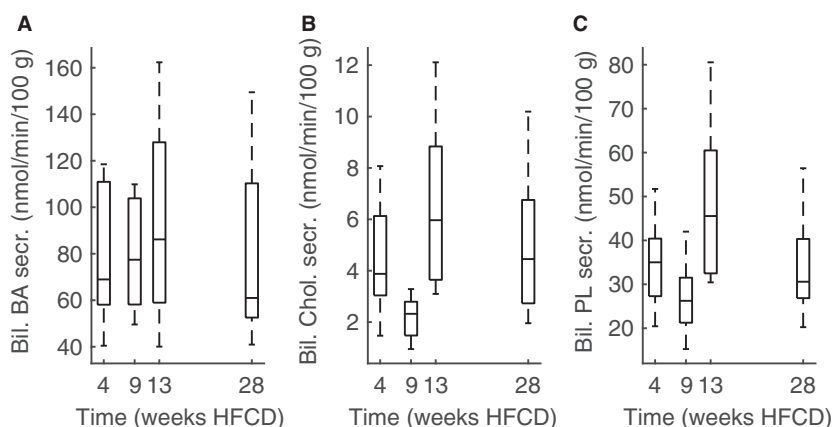 A
Bil. BA secr. (nmol/min/100 g)
160
140
120
100
80
60
40
4 9 13 28
Time (weeks HFCD)
B
Bil. Chol. secr. (nmol/min/100 g)
12
10
8
6
4
2
4 9 13 28
Time (weeks HFCD)
C
Bil. PL secr. (nmol/min/100 g)
80
70
60
50
40
30
20
4 9 13 28
Time (weeks HFCD)